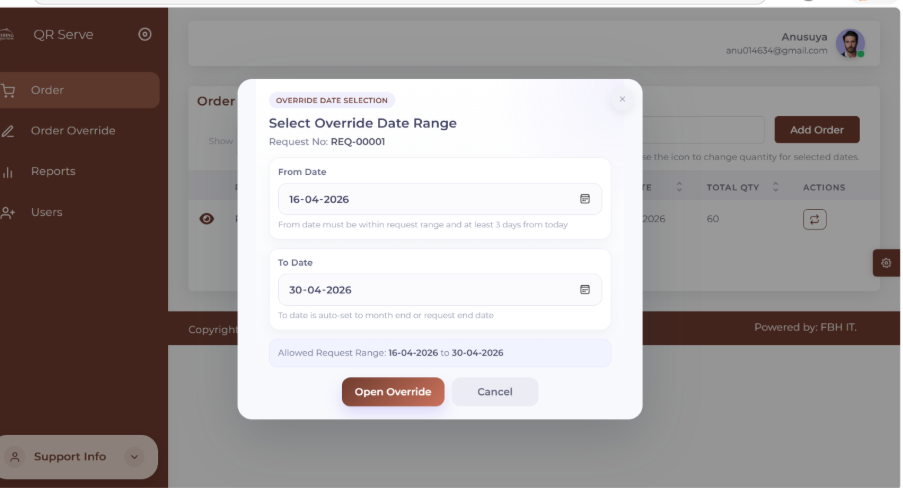 QR Serve
Order
Order Override
Reports
Users
Support Info
Anusuya
anu014634@gmail.com
Order
Show
Add Order
use the icon to change quantity for selected dates.
TOTAL QTY
ACTIONS
2026
60
OVERRIDE DATE SELECTION
×
Select Override Date Range
Request No: REQ-00001
From Date
16-04-2026
From date must be within request range and at least 3 days from today
To Date
30-04-2026
To date is auto-set to month end or request end date
Allowed Request Range: 16-04-2026 to 30-04-2026
Open Override
Cancel
Copyright
Powered by: FBH IT.